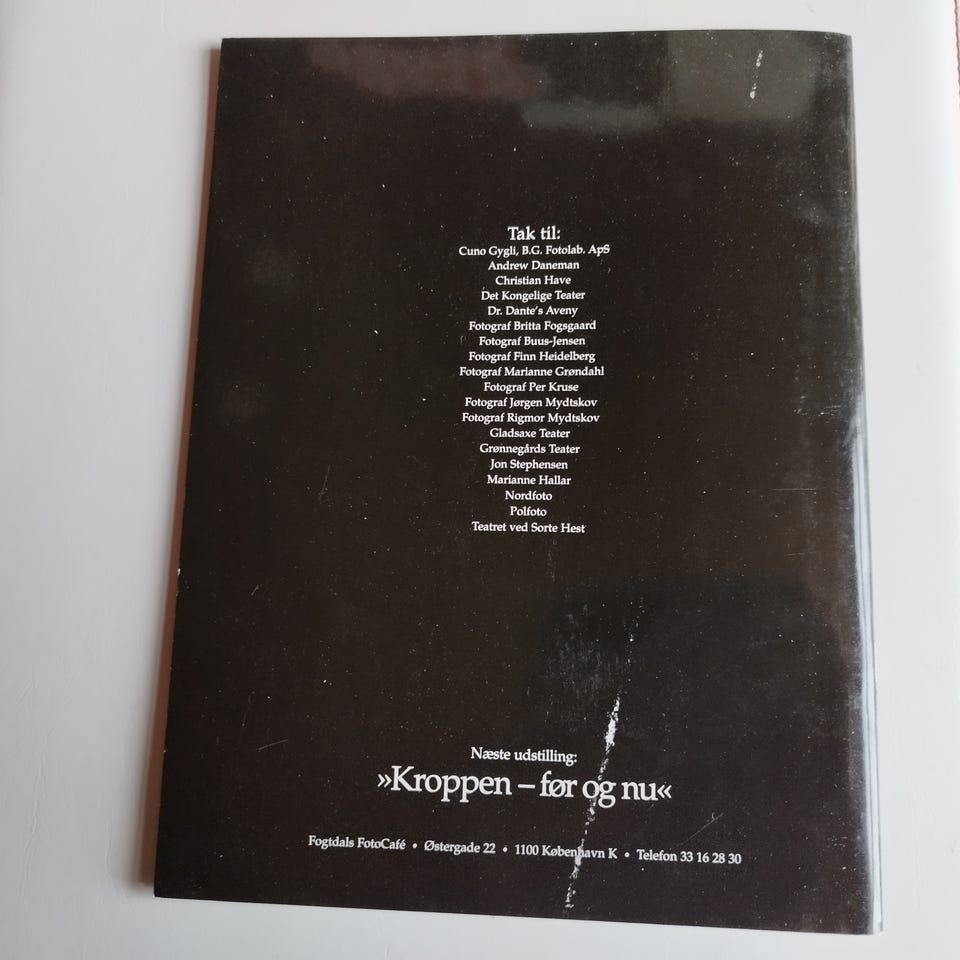 Tak til:
Cuno Gygli, B.G. Fotolab. ApS
Andrew Daneman
Christian Have
Det Kongelige Teater
Dr. Dante's Aveny
Fotograf Britta Fogsgaard
Fotograf Buus-Jensen
Fotograf Finn Heidelberg
Fotograf Marianne Grøndahl
Fotograf Per Kruse
Fotograf Jørgen Mydtskov
Fotograf Rigmor Mydtskov
Gladsaxe Teater
Grønnegårds Teater
Jon Stephensen
Marianne Hallar
Nordfoto
Polfoto
Teatret ved Sorte Hest
Næste udstilling:
»Kroppen – før og nu«
Fogtdals FotoCafé • Østergade 22 • 1100 København K • Telefon 33 16 28 30